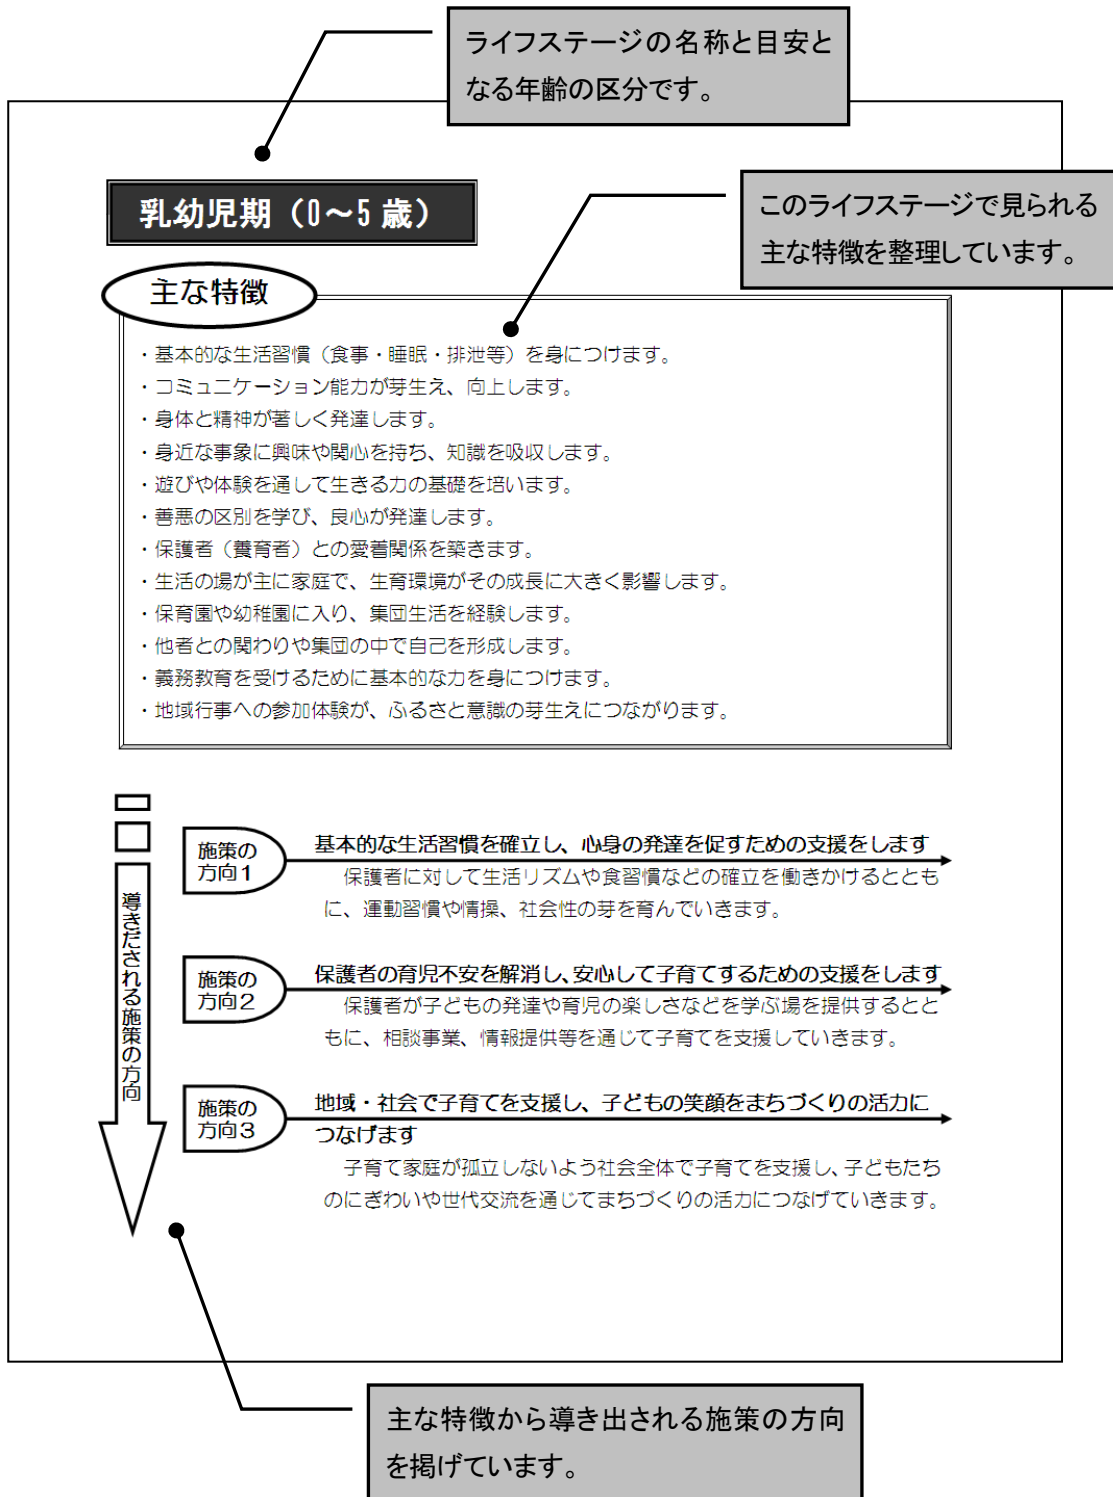 ライフステージの名称と目安と
なる年齢の区分です。
乳幼児期（0～5歳）
このライフステージで見られる
主な特徴を整理しています。
主な特徴
・基本的な生活習慣（食事・睡眠・排泄等）を身につけます。
・コミュニケーション能力が芽生え、向上します。
・身体と精神が著しく発達します。
・身近な事象に興味や関心を持ち、知識を吸収します。
・遊びや体験を通して生きる力の基礎を培います。
・善悪の区別を学び、良心が発達します。
・保護者（養育者）との愛着関係を築きます。
・生活の場が主に家庭で、生育環境がその成長に大きく影響します。
・保育園や幼稚園に入り、集団生活を経験します。
・他者との関わりや集団の中で自己を形成します。
・義務教育を受けるために基本的な力を身につけます。
・地域行事への参加体験が、ふるさと意識の芽生えにつながります。
導きだされる施策の方向
施策の
方向1
基本的な生活習慣を確立し、心身の発達を促すための支援をします
保護者に対して生活リズムや食習慣などの確立を働きかけるととも
に、運動習慣や情操、社会性の芽を育んでいきます。
施策の
方向2
保護者の育児不安を解消し、安心して子育てするための支援をします
保護者が子どもの発達や育児の楽しさなどを学ぶ場を提供するとと
もに、相談事業、情報提供等を通じて子育てを支援していきます。
施策の
方向3
地域・社会で子育てを支援し、子どもの笑顔をまちづくりの活力に
つなげます
子育て家庭が孤立しないよう社会全体で子育てを支援し、子どもたち
のにぎわいや世代交流を通じてまちづくりの活力につなげていきます。
主な特徴から導き出される施策の方向
を掲げています。